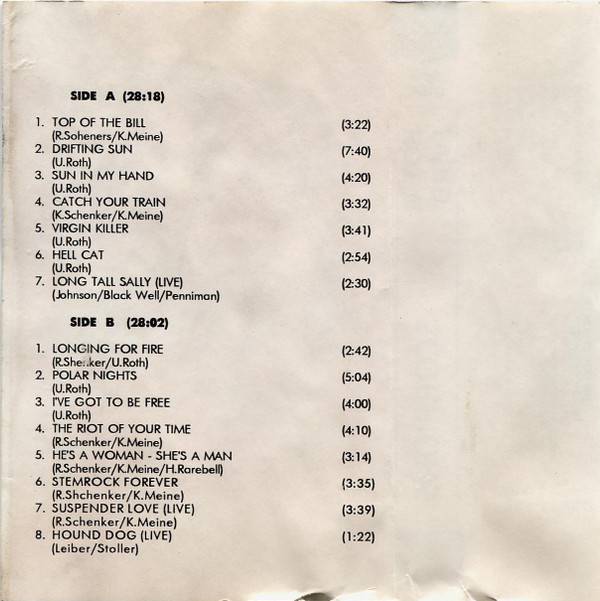 SIDE A (28:18)
1. TOP OF THE BILL (3:22)
(R.Soheners/K.Meine)
2. DRIFTING SUN (7:40)
(U.Roth)
3. SUN IN MY HAND (4:20)
(U.Roth)
4. CATCH YOUR TRAIN (3:32)
(K.Schenker/K.Meine)
5. VIRGIN KILLER (3:41)
(U.Roth)
6. HELL CAT (2:54)
(U.Roth)
7. LONG TALL SALLY (LIVE) (2:30)
(Johnson/Black Well/Penniman)
SIDE B (28:02)
1. LONGING FOR FIRE (2:42)
(R.Shenker/U.Roth)
2. POLAR NIGHTS (5:04)
(U.Roth)
3. I'VE GOT TO BE FREE (4:00)
(U.Roth)
4. THE RIOT OF YOUR TIME (4:10)
(R.Schenker/K.Meine)
5. HE'S A WOMAN - SHE'S A MAN (3:14)
(R.Schenker/K.Meine/H.Rarebell)
6. STEMROCK FOREVER (3:35)
(R.Shchenker/K.Meine)
7. SUSPENDER LOVE (LIVE) (3:39)
(R.Schenker/K.Meine)
8. HOUND DOG (LIVE) (1:22)
(Leiber/Stoller)